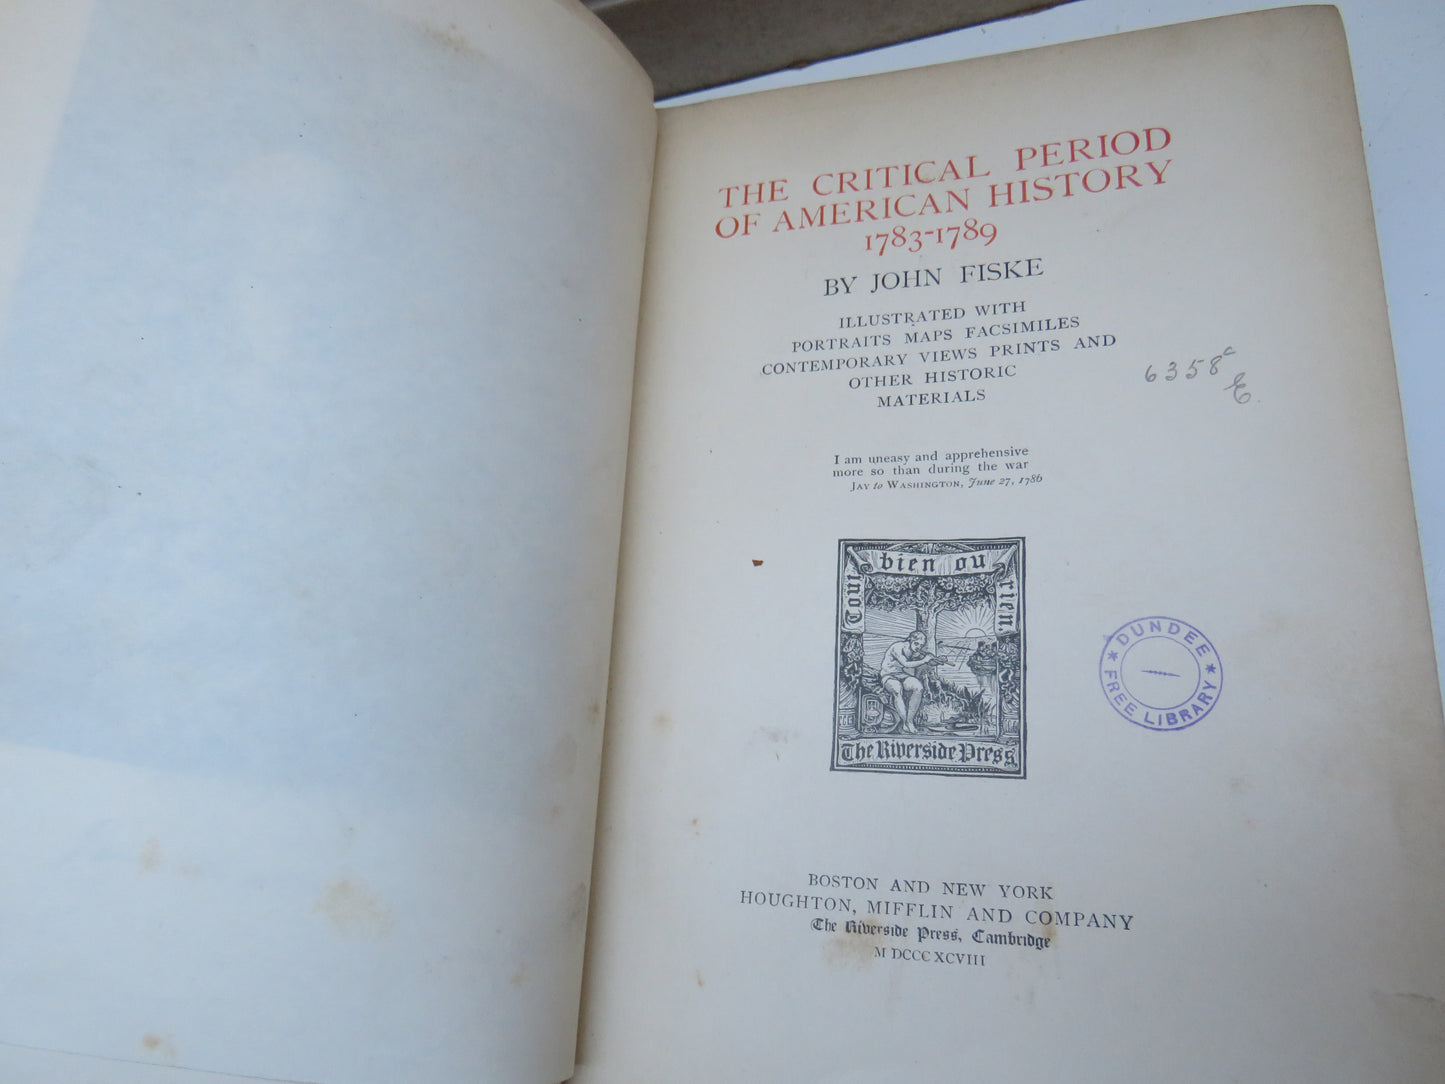 THE CRITICAL PERIOD
OF AMERICAN HISTORY
1783-1789
BY JOHN FISKE
ILLUSTRATED WITH
PORTRAITS MAPS FACSIMILES
CONTEMPORARY VIEWS PRINTS AND
OTHER HISTORIC
MATERIALS
6358c
E.
I am uneasy and apprehensive
more so than during the war
JAY to WASHINGTON, June 27, 1786
Tout bien ou rien.
The Riverside Press
DUNDEE
FREE LIBRARY
BOSTON AND NEW YORK
HOUGHTON, MIFFLIN AND COMPANY
The Riverside Press, Cambridge
M DCCC XCVIII